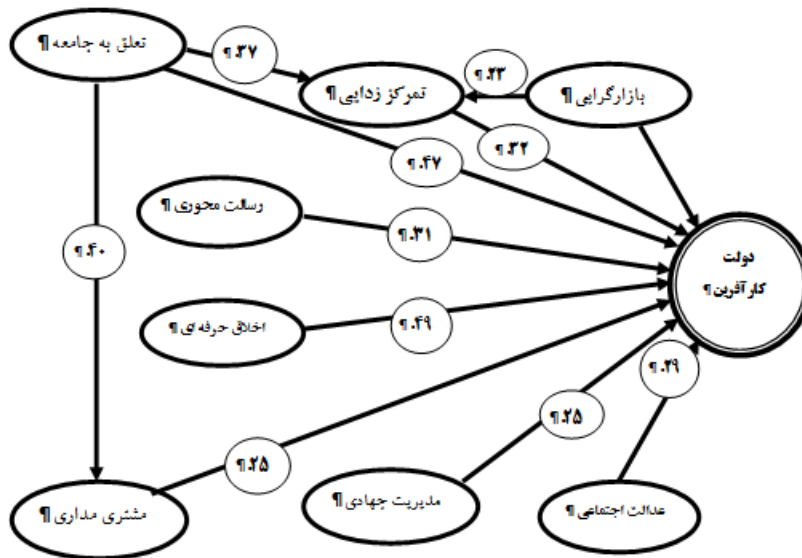 تعلق به جامعه ¶
.۳۷ ¶
.۲۳ ¶
تمرکز زدایی ¶
بازارگرایی ¶
.۳۲ ¶
.۴۷ ¶
رسالت محوری ¶
.۳۱ ¶
.۴۰ ¶
دولت
کارآفرین ¶
اخلاق حرفه ای ¶
.۴۹ ¶
.۲۹ ¶
.۲۵ ¶
.۲۵ ¶
مشتری مداری ¶
مدیریت جهادی ¶
عدالت اجتماعی ¶